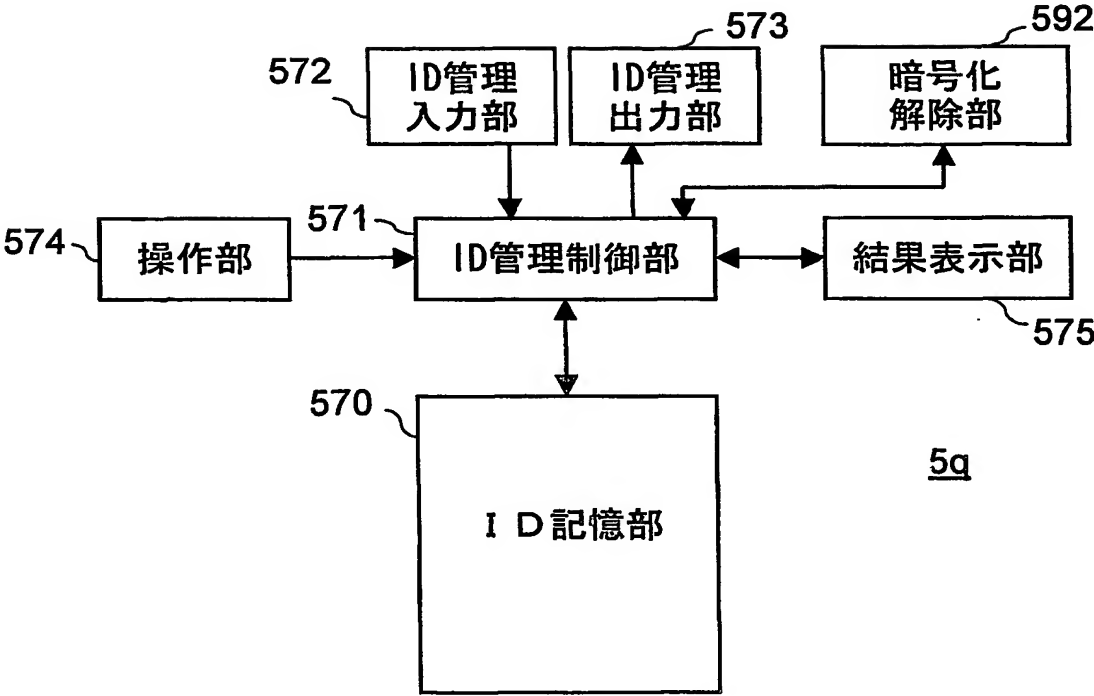 573
592
572
ID管理
入力部
ID管理
出力部
暗号化
解除部
571
574
操作部
ID管理制御部
結果表示部
575
570
ID記憶部
5q